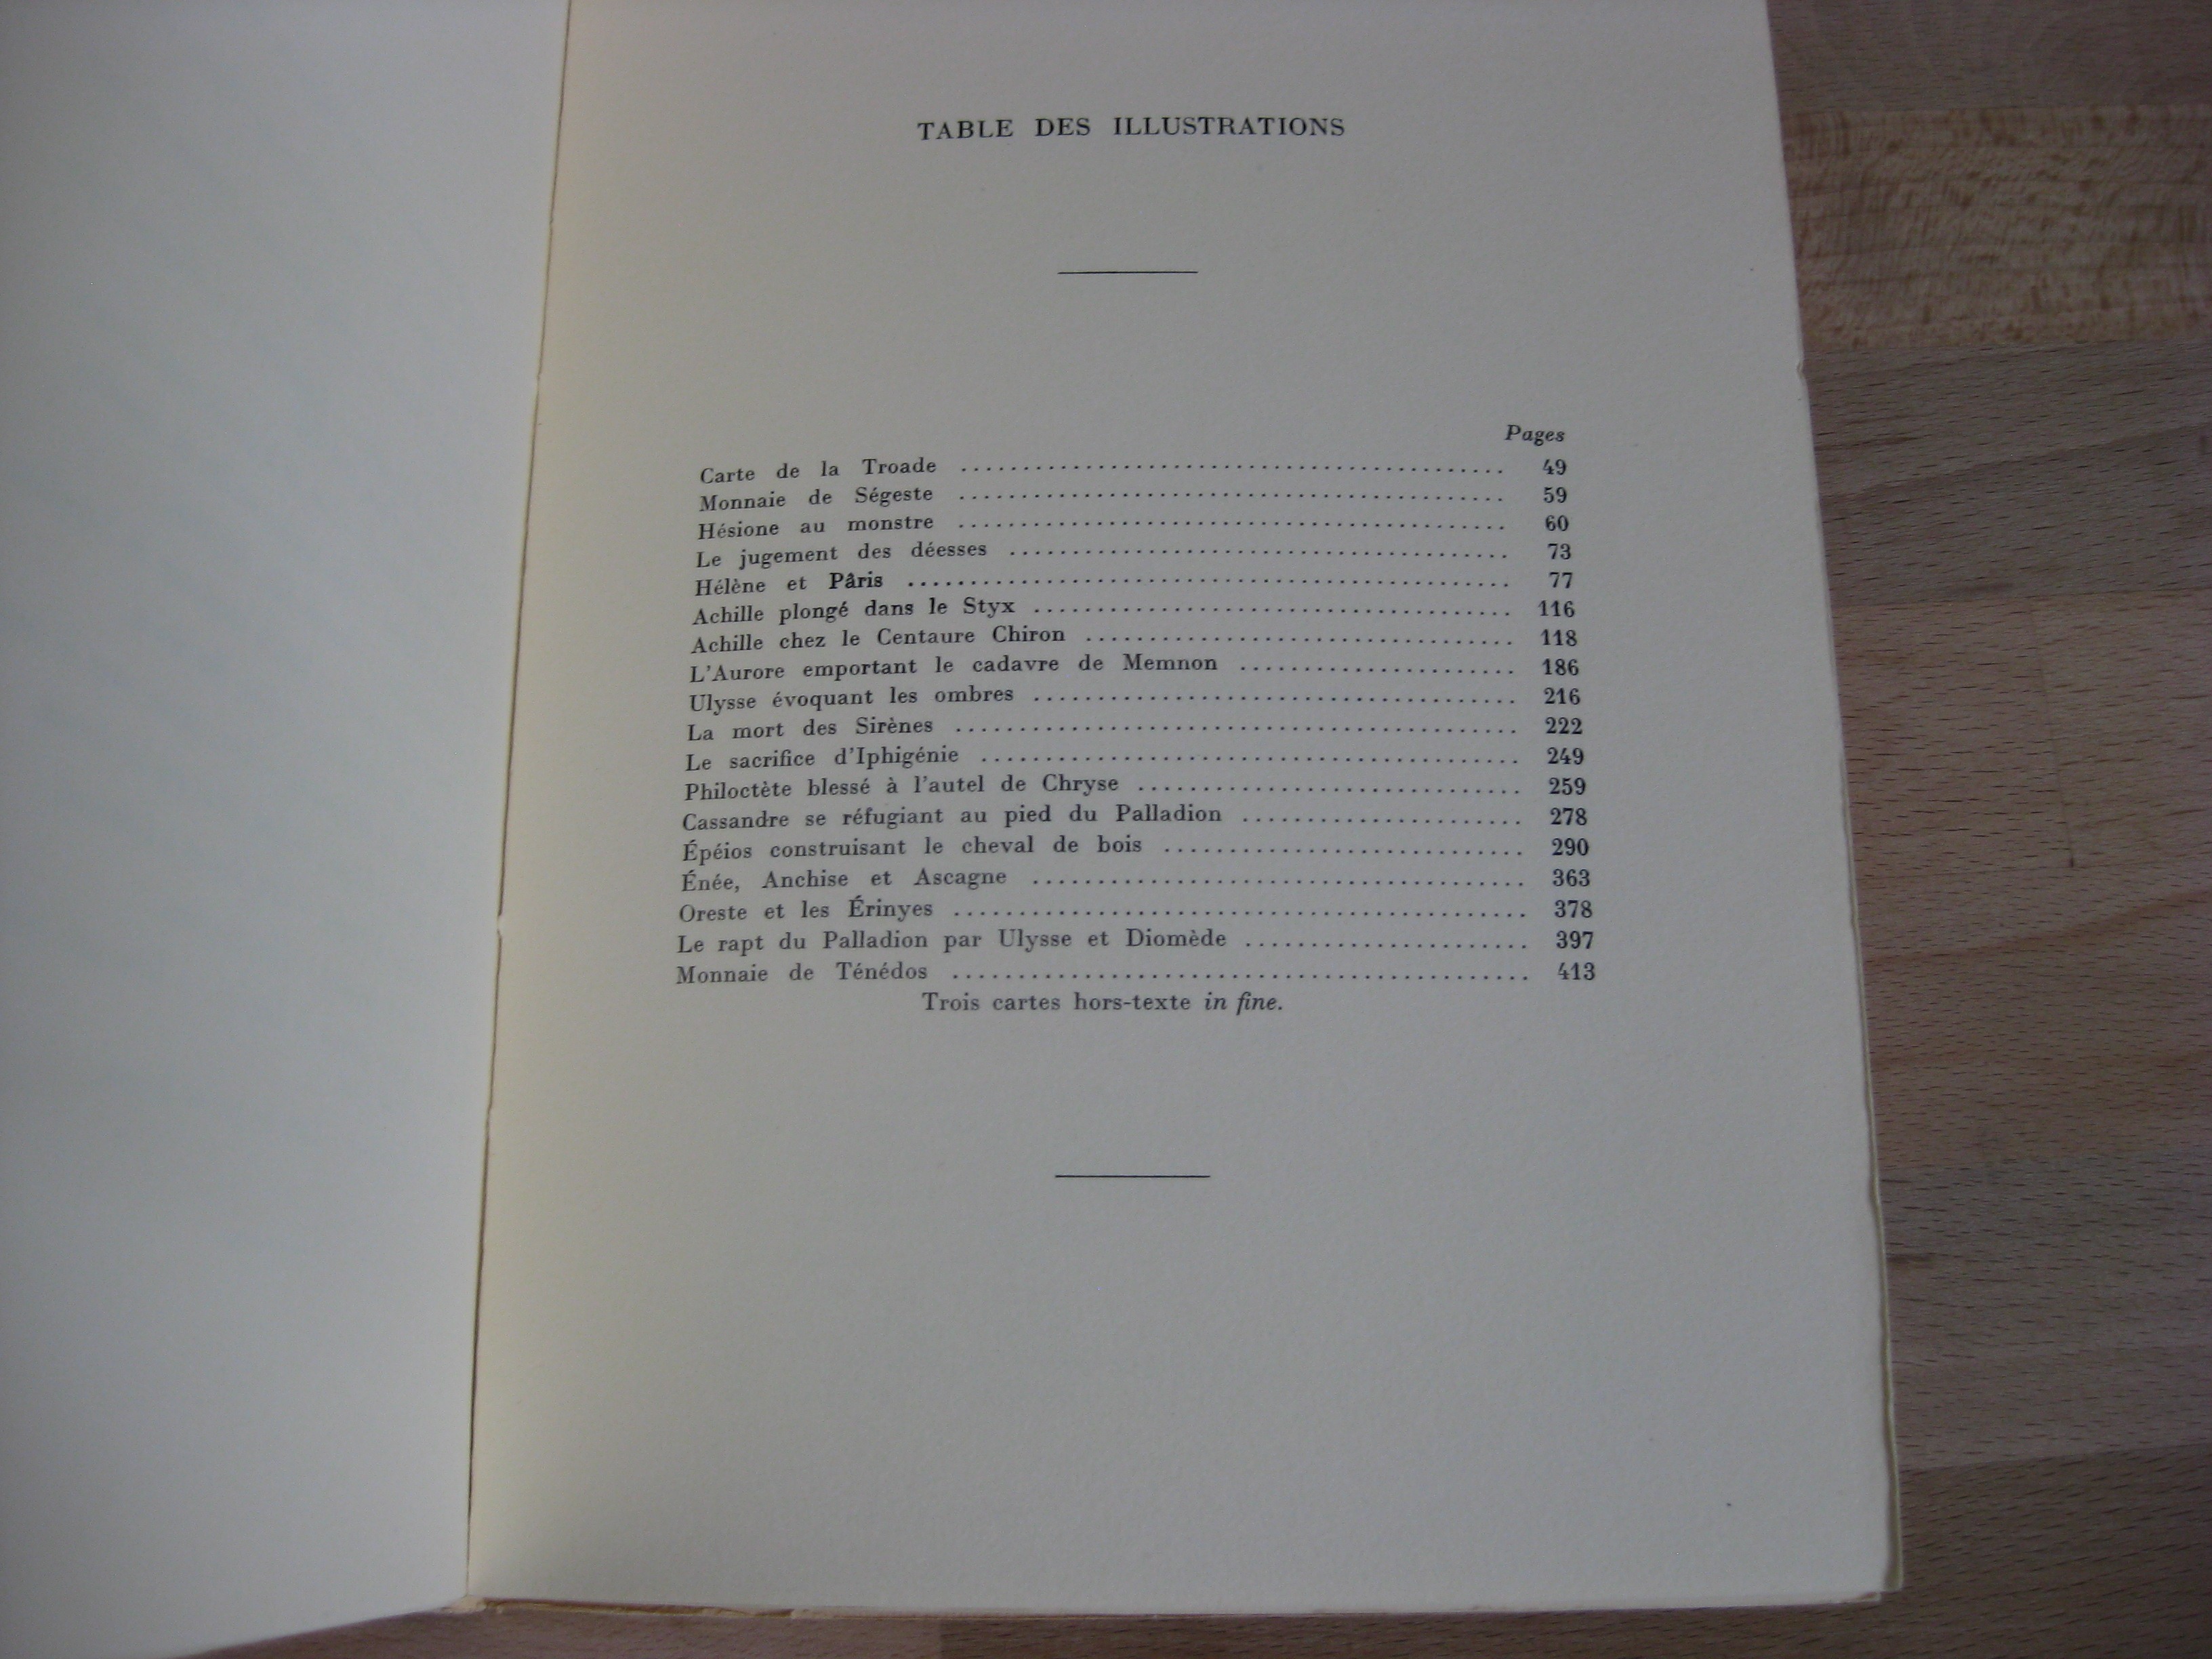 TABLE DES ILLUSTRATIONS
Pages
Carte de la Troade ........................................... 49
Monnaie de Ségeste ........................................... 59
Hésione au monstre ........................................... 60
Le jugement des déesses ....................................... 73
Hélène et Pâris ............................................... 77
Achille plongé dans le Styx ...................................... 116
Achille chez le Centaure Chiron .................................. 118
L'Aurore emportant le cadavre de Memnon ...................... 186
Ulysse évoquant les ombres ...................................... 216
La mort des Sirènes ............................................ 222
Le sacrifice d'Iphigénie .......................................... 249
Philoctète blessé à l'autel de Chryse .............................. 259
Cassandre se réfugiant au pied du Palladion ...................... 278
Épéios construisant le cheval de bois ............................ 290
Énée, Anchise et Ascagne ....................................... 363
Oreste et les Érinyes ............................................. 378
Le rapt du Palladion par Ulysse et Diomède ...................... 397
Monnaie de Ténédos ............................................. 413
Trois cartes hors-texte in fine.